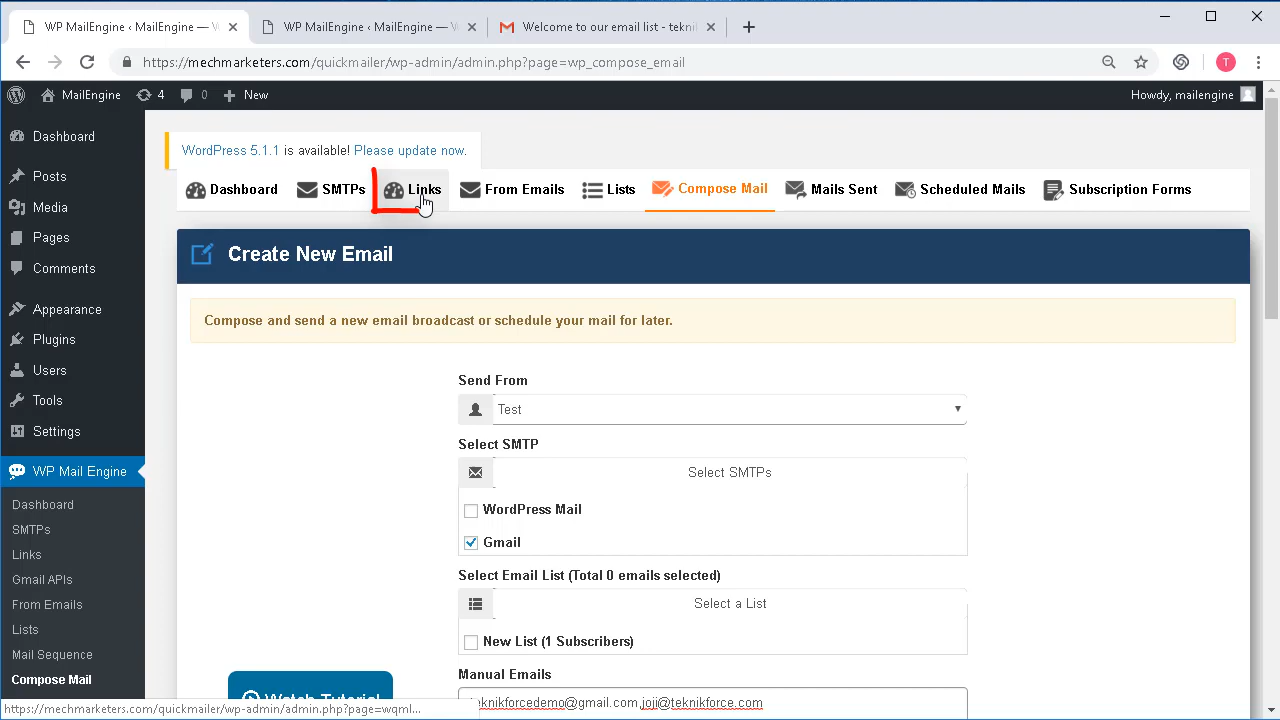 WP MailEngine ‹ MailEngine — W
WP MailEngine ‹ MailEngine — V
Welcome to our email list - teknil
https://mechmarketers.com/quickmailer/wp-admin/admin.php?page=wp_compose_email
T
MailEngine
4
0
New
Howdy, mailengine
WordPress 5.1.1 is available! Please update now.
Dashboard
SMTPs
Links
From Emails
Lists
Compose Mail
Mails Sent
Scheduled Mails
Subscription Forms
Dashboard
Posts
Media
Pages
Comments
Appearance
Plugins
Users
Tools
Settings
WP Mail Engine
Dashboard
SMTPs
Links
Gmail APIs
From Emails
Lists
Mail Sequence
Compose Mail
Create New Email
Compose and send a new email broadcast or schedule your mail for later.
Send From
Test
Select SMTP
Select SMTPs
WordPress Mail
Gmail
Select Email List (Total 0 emails selected)
Select a List
New List (1 Subscribers)
Manual Emails
teknikforcedemo@gmail.com,joji@teknikforce.com
Watch Tutorial
https://mechmarketers.com/quickmailer/wp-admin/admin.php?page=wqml...